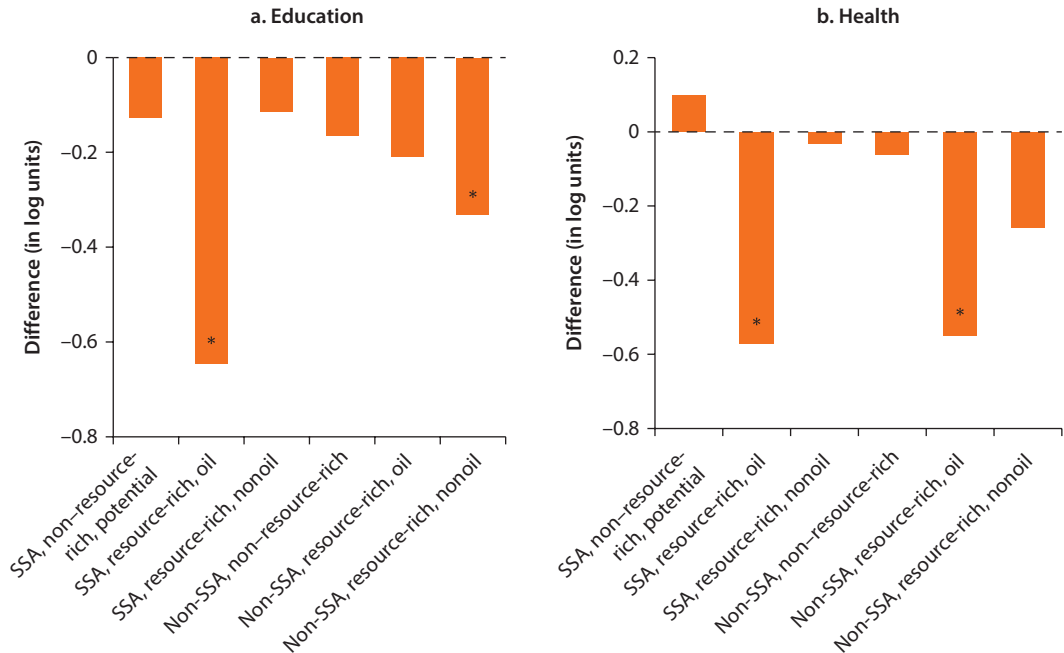 a. Education
Difference (in log units)
0
−0.2
−0.4
−0.6
−0.8
*
*
SSA, non–resource-
rich, potential
SSA, resource-rich, oil
SSA, resource-rich, nonoil
Non-SSA, non–resource-rich
Non-SSA, resource-rich, oil
Non-SSA, resource-rich, nonoil
b. Health
Difference (in log units)
0.2
0
−0.2
−0.4
−0.6
−0.8
*
*
SSA, non–resource-
rich, potential
SSA, resource-rich, oil
SSA, resource-rich, nonoil
Non-SSA, non–resource-rich
Non-SSA, resource-rich, oil
Non-SSA, resource-rich, nonoil